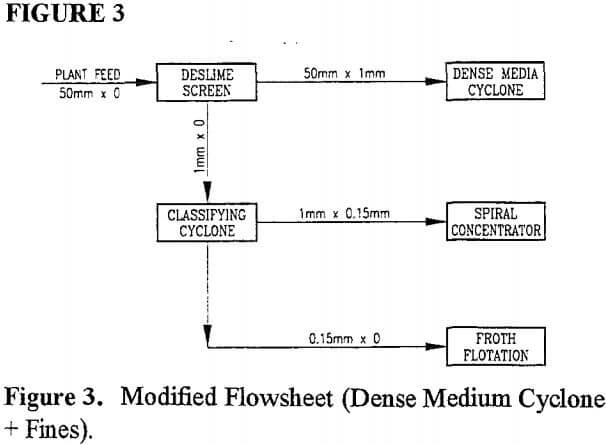 FIGURE 3
PLANT FEED
50mm x 0
DESLIME
SCREEN
50mm x 1mm
DENSE MEDIA
CYCLONE
1mm x 0
CLASSIFYING
CYCLONE
1mm x 0.15mm
SPIRAL
CONCENTRATOR
0.15mm x 0
FROTH
FLOTATION
Figure 3. Modified Flowsheet (Dense Medium Cyclone
+ Fines).